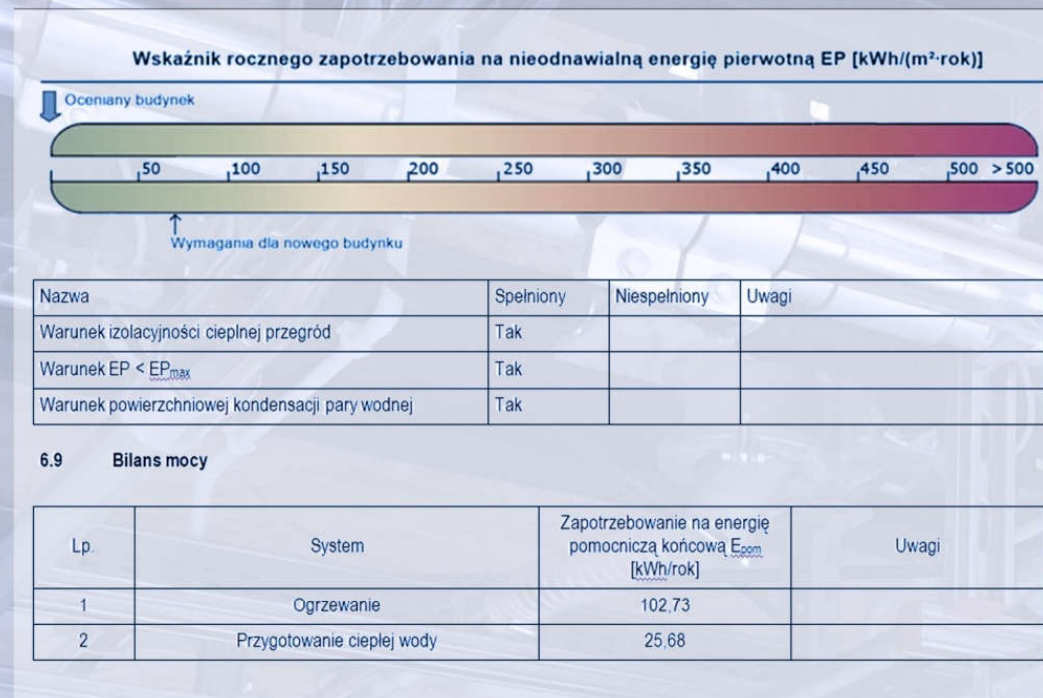 Wskaźnik rocznego zapotrzebowania na nieodnawialną energię pierwotną EP [kWh/(m²·rok)]
Oceniany budynek
50 100 150 200 250 300 350 400 450 500 > 500
Wymagania dla nowego budynku
Nazwa Spełniony Niespełniony Uwagi
Warunek izolacyjności cieplnej przegród Tak
Warunek EP < EPmax Tak
Warunek powierzchniowej kondensacji pary wodnej Tak
6.9 Bilans mocy
Lp. System Zapotrzebowanie na energię pomocniczą końcową Epom [kWh/rok] Uwagi
1 Ogrzewanie 102,73
2 Przygotowanie ciepłej wody 25,68